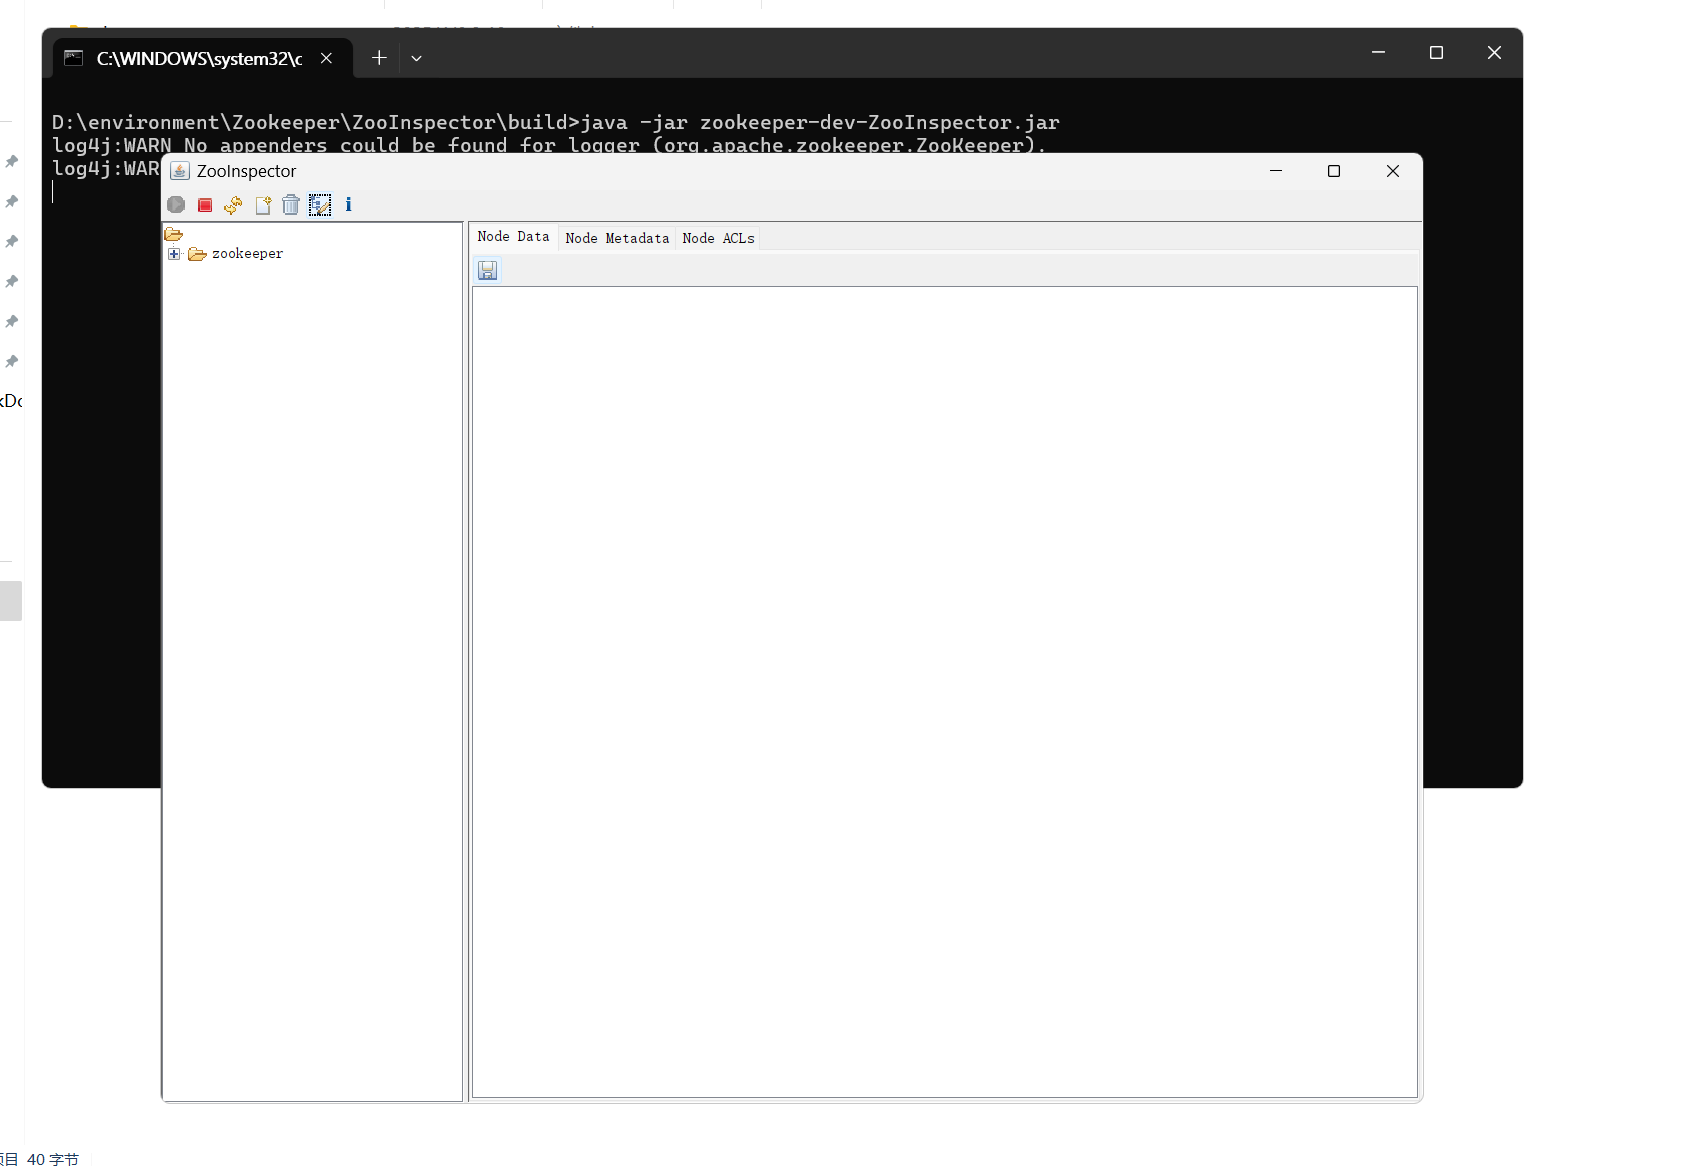 C:\WINDOWS\system32\c
D:\environment\Zookeeper\ZooInspector\build>java -jar zookeeper-dev-ZooInspector.jar
log4j:WARN No appenders could be found for logger (org.apache.zookeeper.ZooKeeper).
log4j:WAR
ZooInspector
zookeeper
Node Data Node Metadata Node ACLs
40 字节